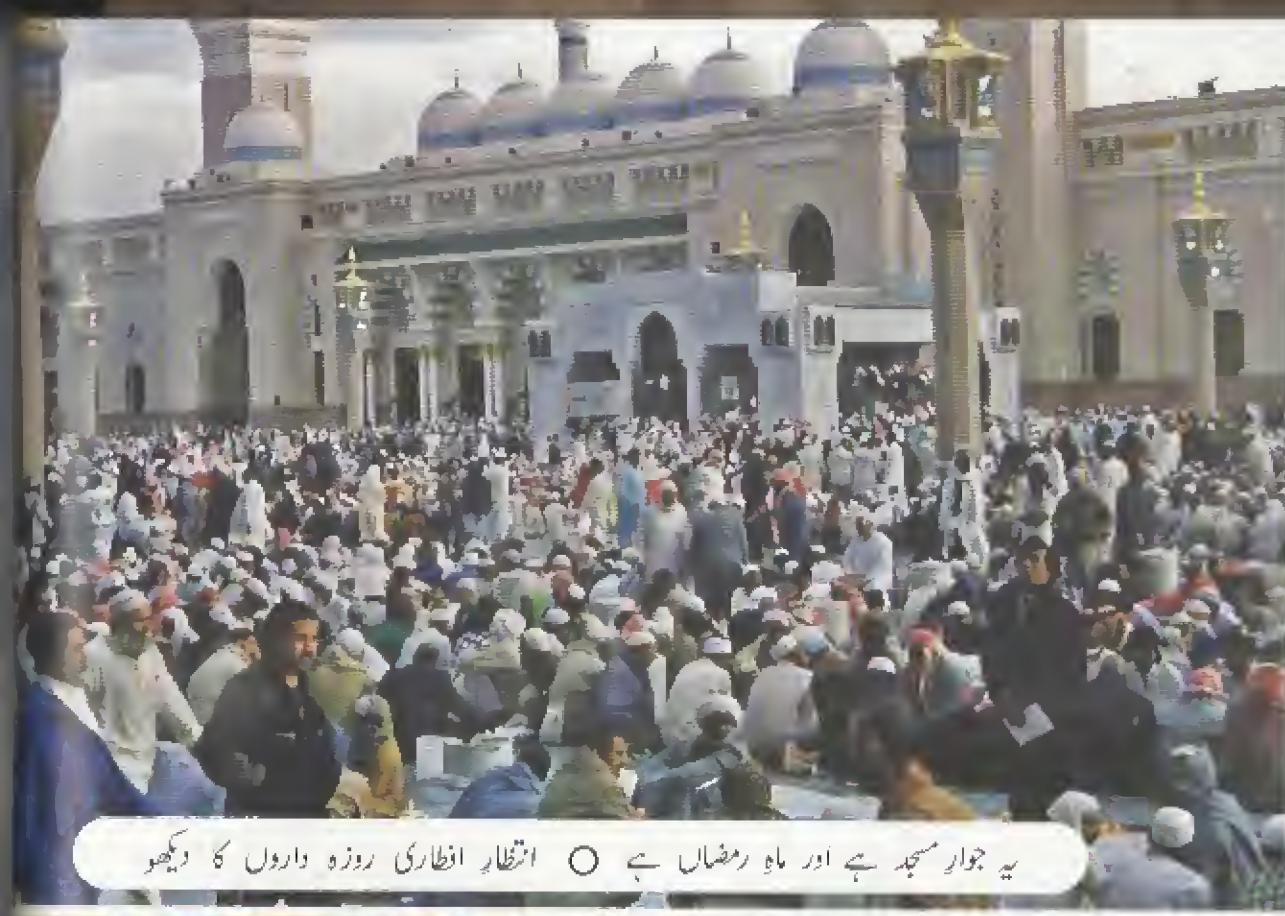 یہ جوارِ مسجد ہے اور ماہِ رمضاں ہے ○ انتظارِ افطاری روزہ داروں کا دیکھو